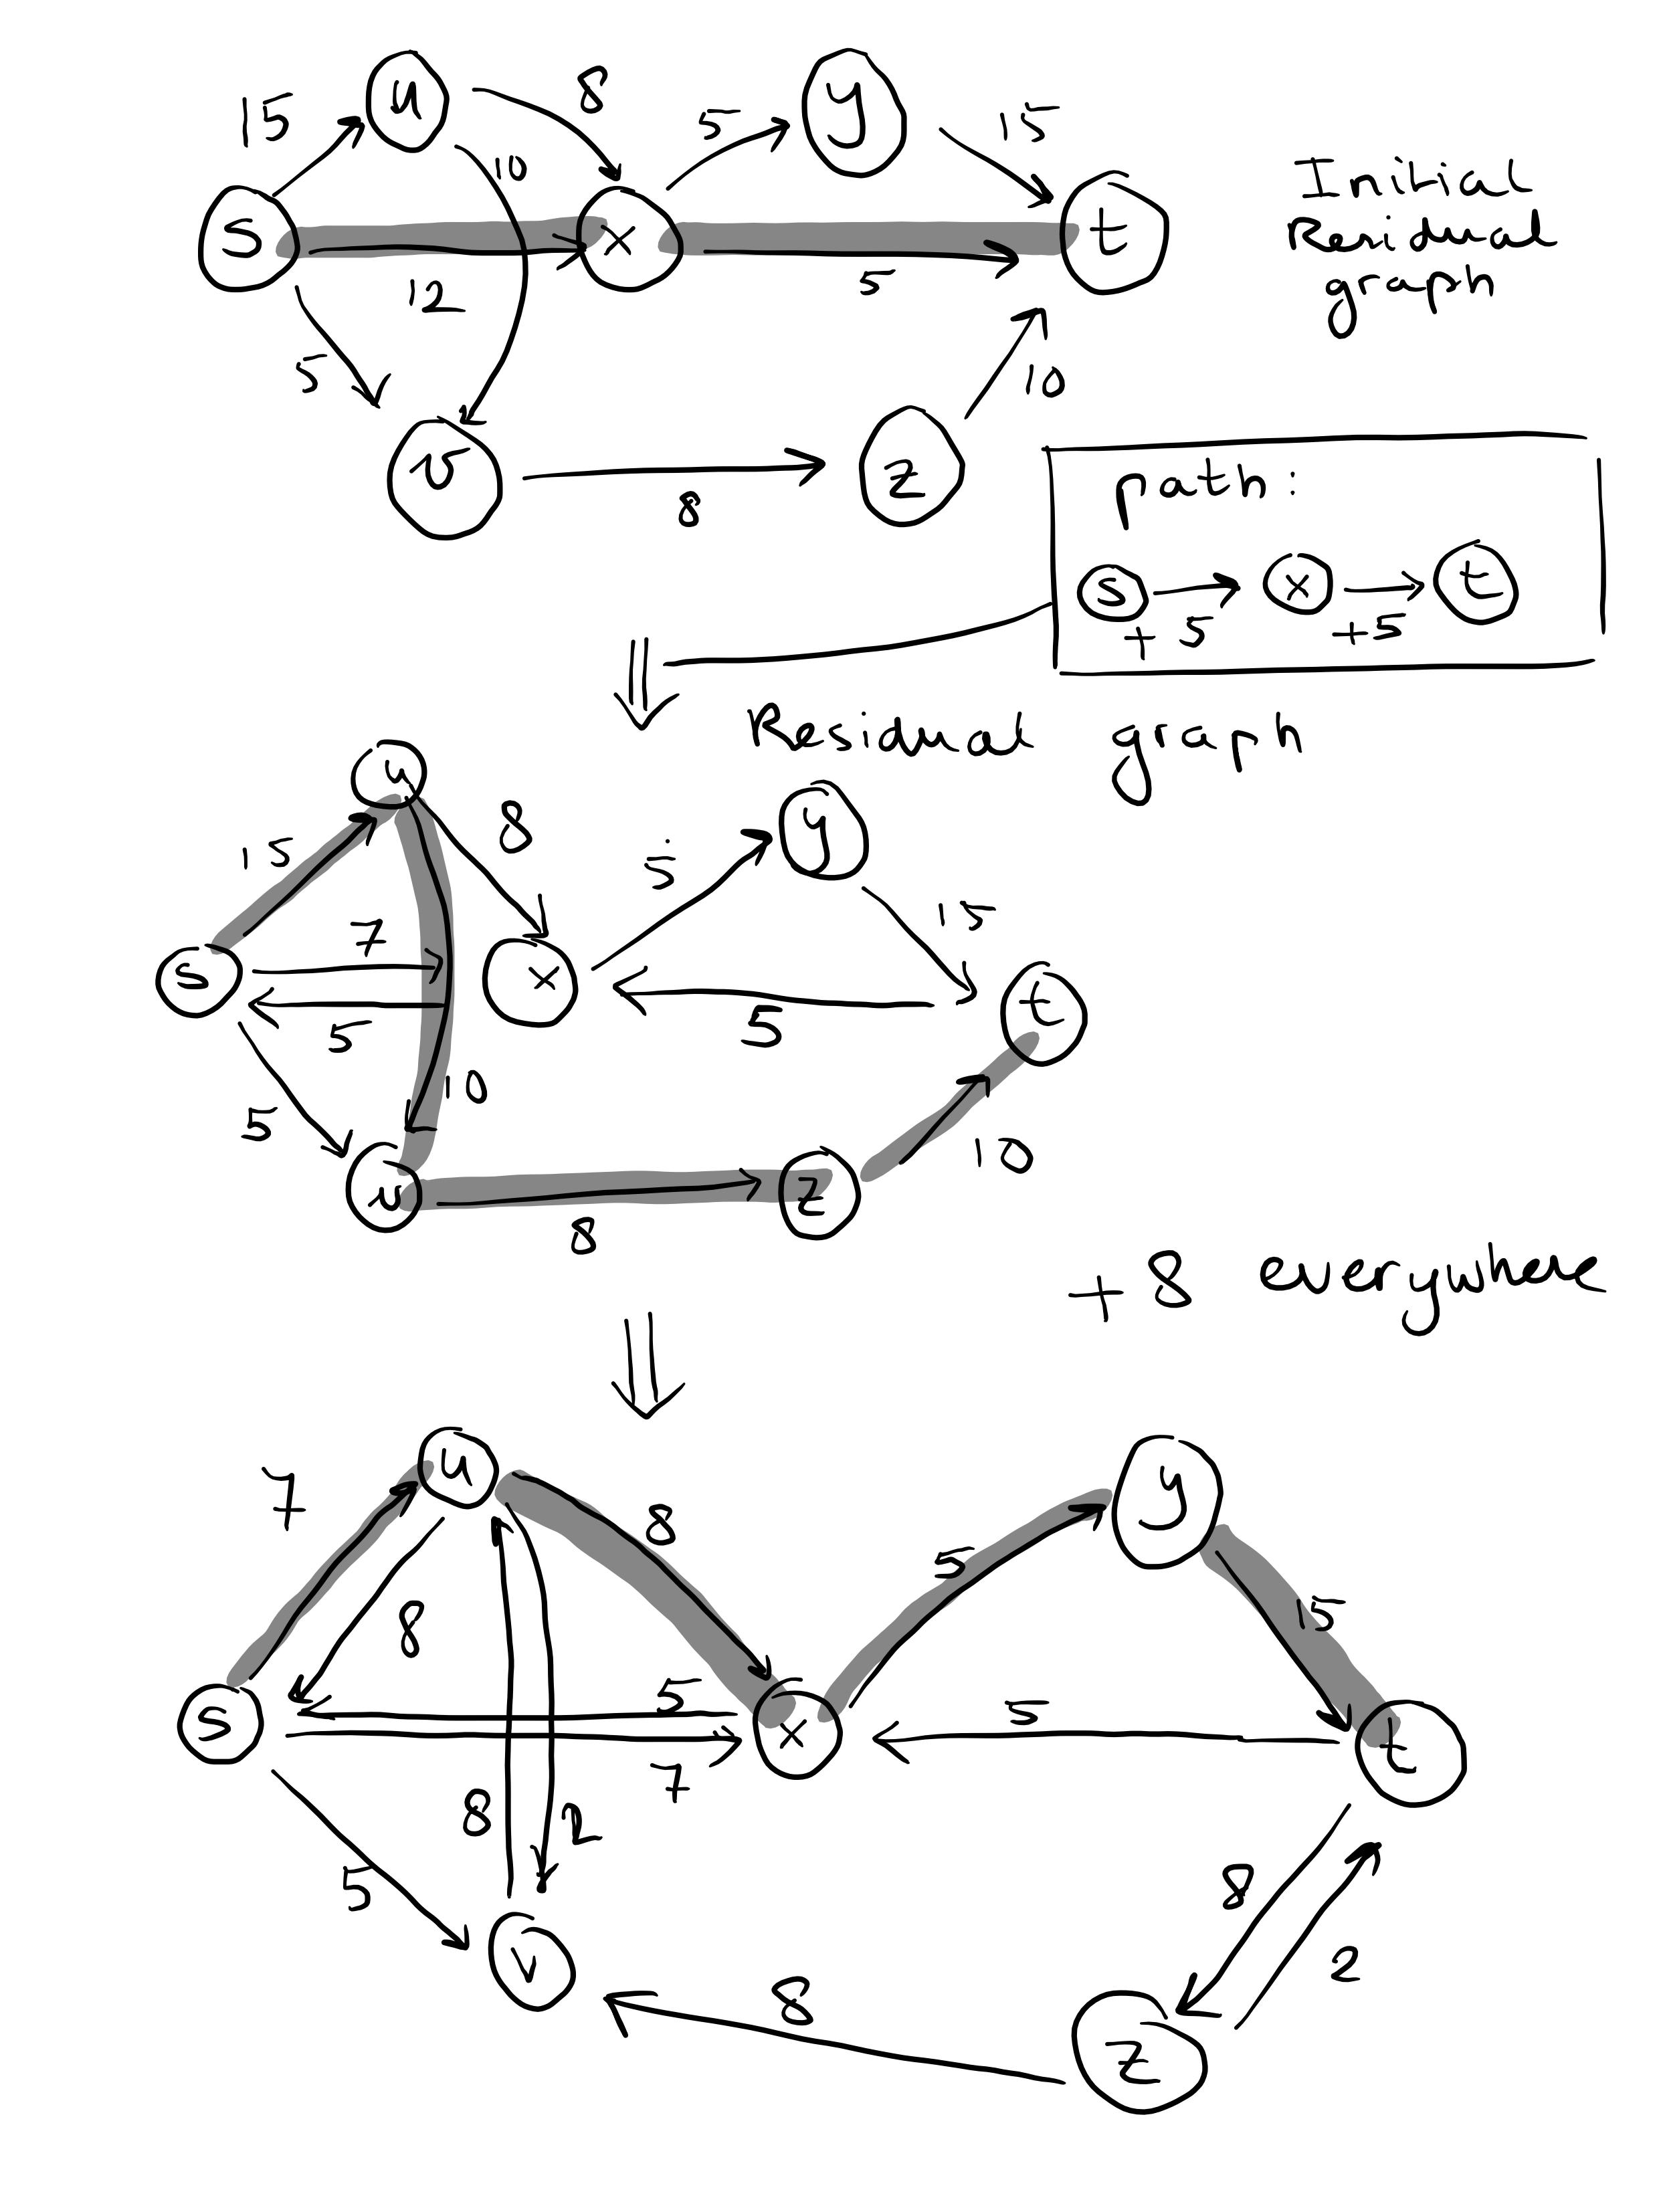 u 8 y
15 10 5 15
s x t
12 5
Initial
Residual
graph
5 10
v 8 z
path:
s x t
+5 +5
Residual graph
u
15 8 5 y 15
7
s x t
5 5
5 10 10
u 8 z
+8 everywhere
u y
7 8 5 15
8
s 5 x 5 t
7
8 2
5 8 2
v 8 z